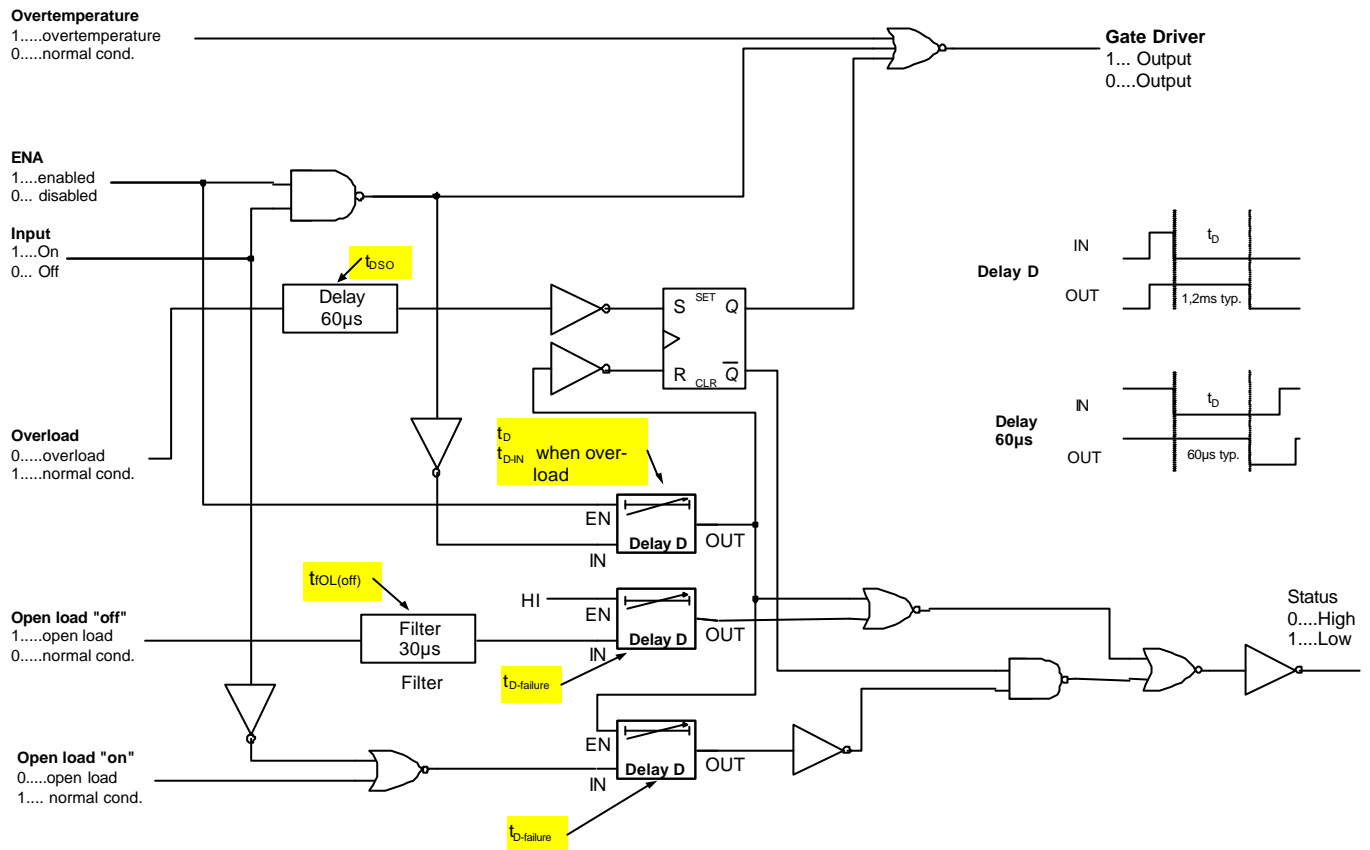 Overtemperature
1.....overtemperature
0.....normal cond.
Gate Driver
1... Output
0....Output
ENA
1....enabled
0... disabled
Input
1....On
0... Off
tDSO
Delay
60µs
S SET Q
R CLR Q̅
Delay D
IN
tD
OUT
1,2ms typ.
Delay
60µs
IN
tD
OUT
60µs typ.
Overload
0.....overload
1.....normal cond.
tD
tD-IN when over-
load
EN
Delay D
OUT
IN
tfOL(off)
Open load "off"
1.....open load
0.....normal cond.
Filter
30µs
Filter
HI
EN
Delay D
OUT
IN
tD-failure
Status
0....High
1....Low
Open load "on"
0.....open load
1.... normal cond.
EN
Delay D
OUT
IN
tD-failure